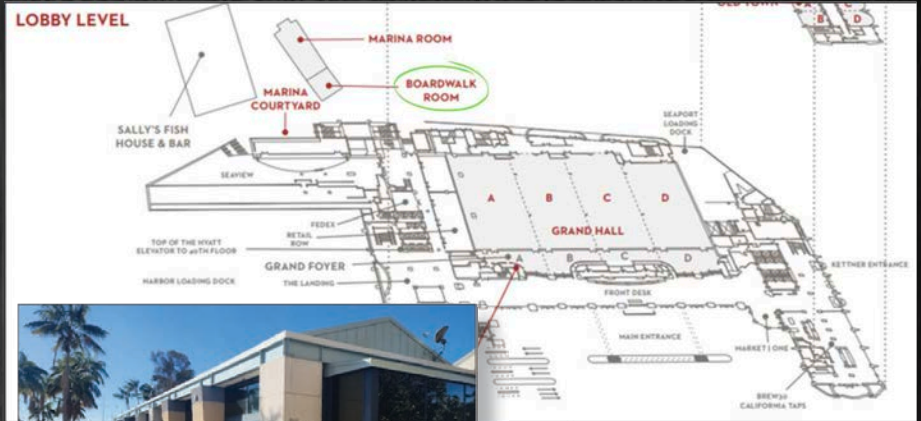 LOBBY LEVEL
OLD TOWN
A
C
B
D
MARINA ROOM
BOARDWALK
ROOM
MARINA
COURTYARD
SALLY'S FISH
HOUSE & BAR
SEAPORT
LOADING
DOCK
SEAVIEW
A
B
C
D
GRAND HALL
FEDEX
RETAIL
ROW
TOP OF THE HYATT
ELEVATOR TO 40TH FLOOR
GRAND FOYER
A
B
C
D
KETTNER ENTRANCE
HARBOR LOADING DOCK
THE LANDING
FRONT DESK
MAIN ENTRANCE
MARKET | ONE
BREW30
CALIFORNIA TAPS